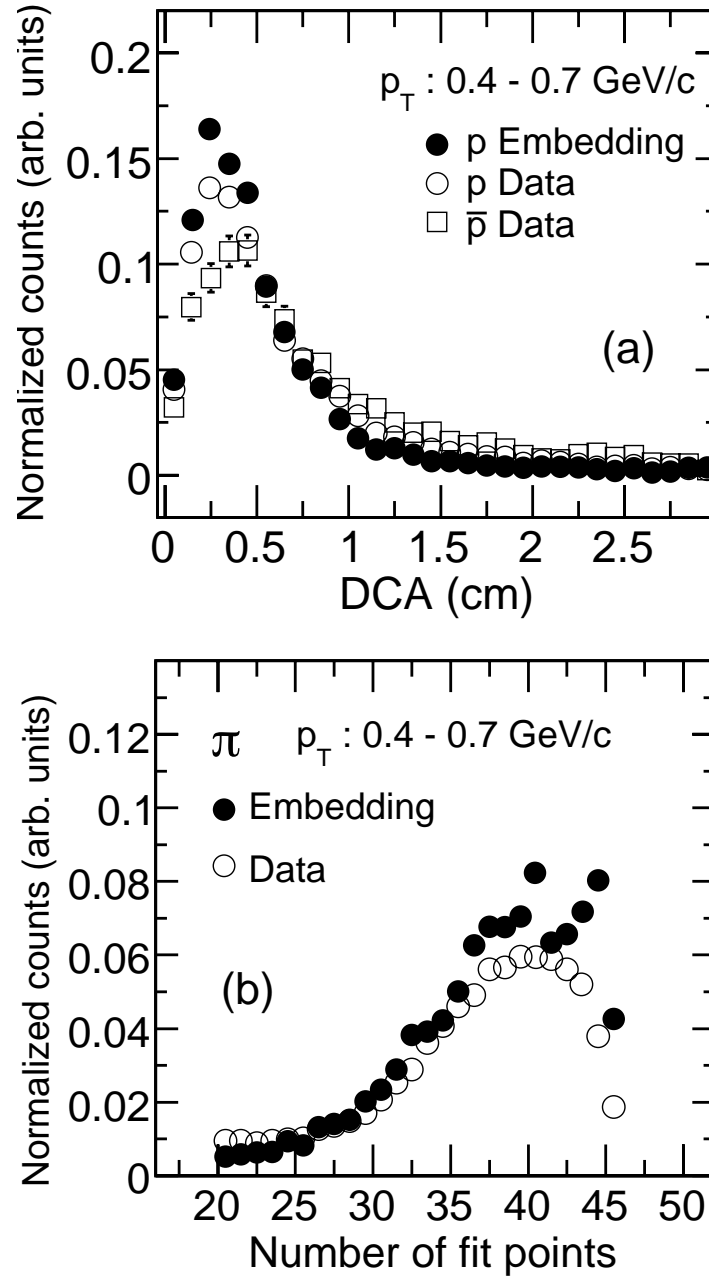 Normalized counts (arb. units)
0.2
0.15
0.1
0.05
0
p_T : 0.4 - 0.7 GeV/c
p Embedding
p Data
p̅ Data
(a)
0 0.5 1 1.5 2 2.5
DCA (cm)
Normalized counts (arb. units)
0.12
0.1
0.08
0.06
0.04
0.02
0
π p_T : 0.4 - 0.7 GeV/c
Embedding
Data
(b)
20 25 30 35 40 45 50
Number of fit points